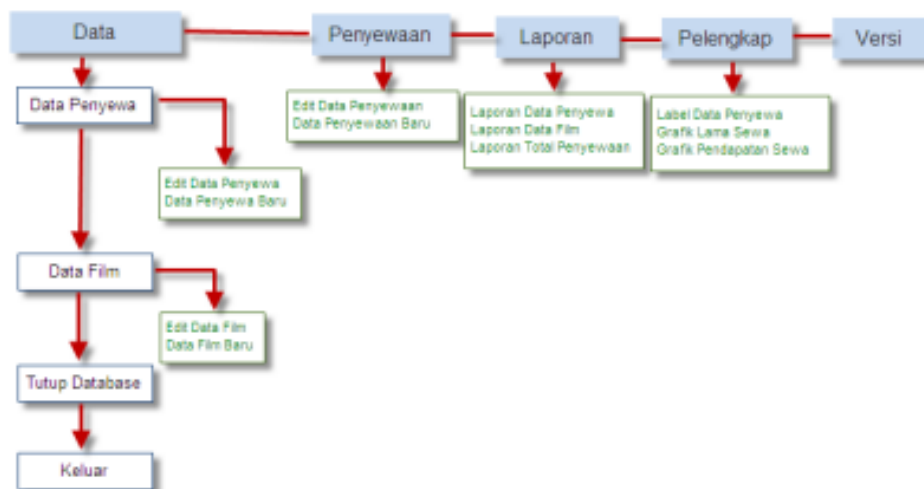 Data
Penyewaan
Laporan
Pelengkap
Versi
Data Penyewa
Edit Data Penyewa
Data Penyewa Baru
Data Film
Edit Data Film
Data Film Baru
Tutup Database
Keluar
Edit Data Penyewaan
Data Penyewaan Baru
Laporan Data Penyewa
Laporan Data Film
Laporan Total Penyewaan
Label Data Penyewa
Grafik Lama Sewa
Grafik Pendapatan Sewa